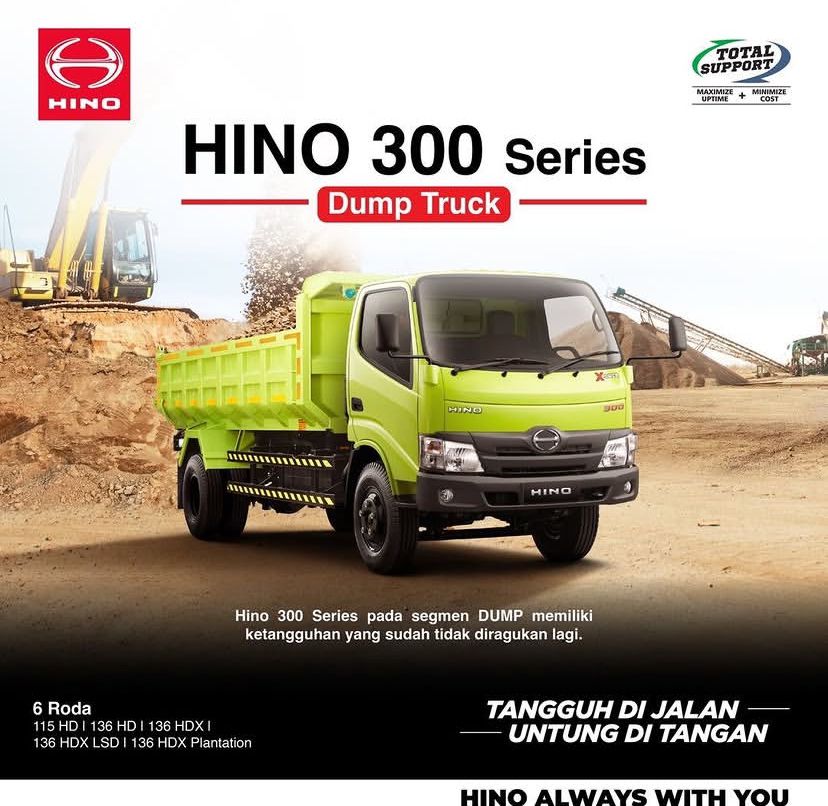 HINO
TOTAL
SUPPORT
MAXIMIZE UPTIME + MINIMIZE COST
HINO 300 Series
Dump Truck
HINO
300
HINO
Hino 300 Series pada segmen DUMP memiliki
ketangguhan yang sudah tidak diragukan lagi.
6 Roda
115 HD I 136 HD I 136 HDX I
136 HDX LSD I 136 HDX Plantation
TANGGUH DI JALAN
UNTUNG DI TANGAN
HINO ALWAYS WITH YOU